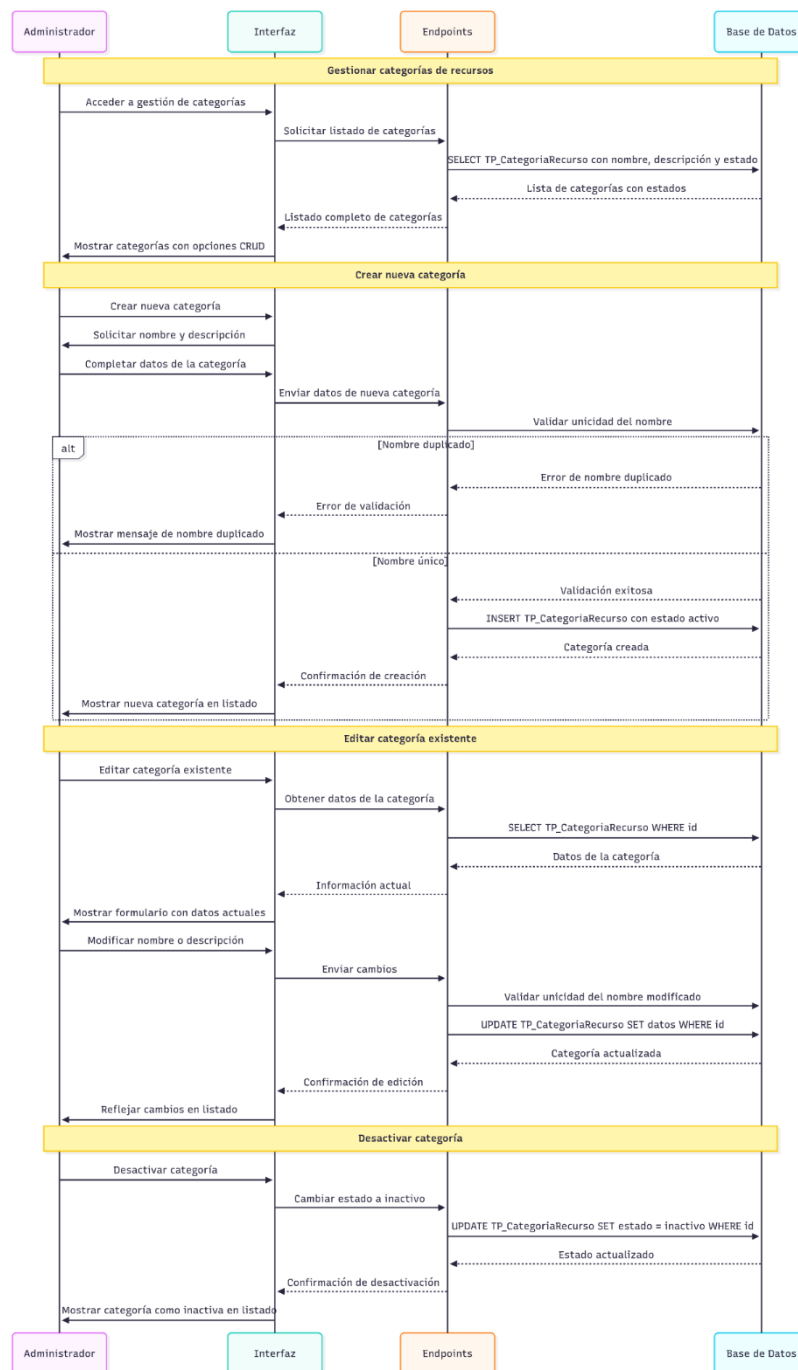 Administrador
Interfaz
Endpoints
Base de Datos
Gestionar categorías de recursos
Acceder a gestión de categorías
Solicitar listado de categorías
SELECT TP_CategoriaRecurso con nombre, descripción y estado
Lista de categorías con estados
Listado completo de categorías
Mostrar categorías con opciones CRUD
Crear nueva categoría
Crear nueva categoría
Solicitar nombre y descripción
Completar datos de la categoría
Enviar datos de nueva categoría
Validar unicidad del nombre
alt
[Nombre duplicado]
Error de nombre duplicado
Error de validación
Mostrar mensaje de nombre duplicado
[Nombre único]
Validación exitosa
INSERT TP_CategoriaRecurso con estado activo
Categoría creada
Confirmación de creación
Mostrar nueva categoría en listado
Editar categoría existente
Editar categoría existente
Obtener datos de la categoría
SELECT TP_CategoriaRecurso WHERE id
Datos de la categoría
Información actual
Mostrar formulario con datos actuales
Modificar nombre o descripción
Enviar cambios
Validar unicidad del nombre modificado
UPDATE TP_CategoriaRecurso SET datos WHERE id
Categoría actualizada
Confirmación de edición
Reflejar cambios en listado
Desactivar categoría
Desactivar categoría
Cambiar estado a inactivo
UPDATE TP_CategoriaRecurso SET estado = inactivo WHERE id
Estado actualizado
Confirmación de desactivación
Mostrar categoría como inactiva en listado
Administrador
Interfaz
Endpoints
Base de Datos